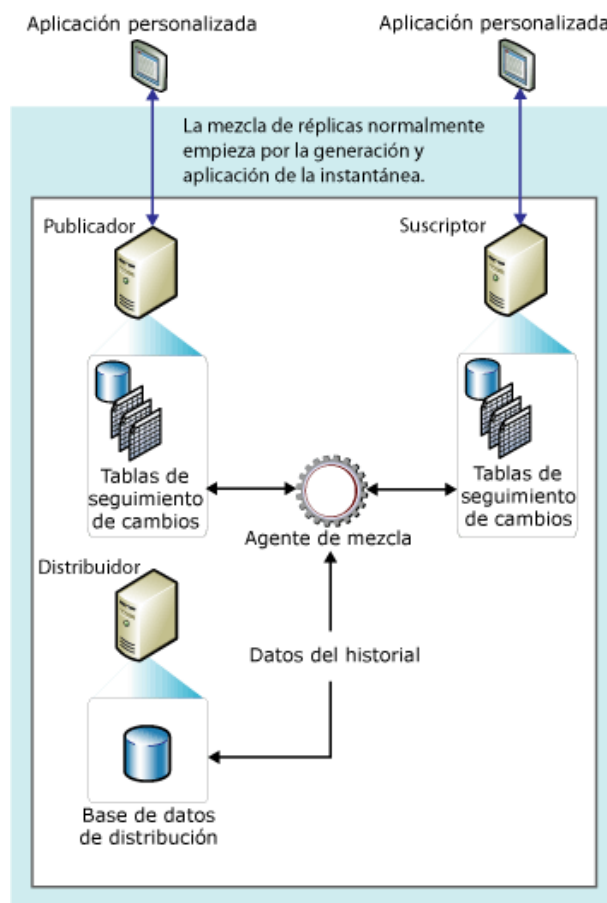 Aplicación personalizada
Aplicación personalizada
La mezcla de réplicas normalmente
empieza por la generación y
aplicación de la instantánea.
Publicador
Suscriptor
Tablas de
seguimiento
de cambios
Tablas de
seguimiento
de cambios
Agente de mezcla
Distribuidor
Datos del historial
Base de datos
de distribución